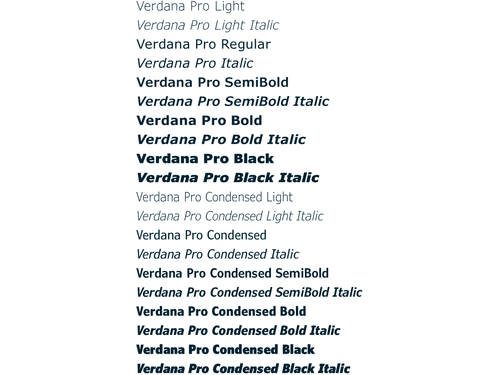 Verdana Pro Light
Verdana Pro Light Italic
Verdana Pro Regular
Verdana Pro Italic
Verdana Pro SemiBold
Verdana Pro SemiBold Italic
Verdana Pro Bold
Verdana Pro Bold Italic
Verdana Pro Black
Verdana Pro Black Italic
Verdana Pro Condensed Light
Verdana Pro Condensed Light Italic
Verdana Pro Condensed
Verdana Pro Condensed Italic
Verdana Pro Condensed SemiBold
Verdana Pro Condensed SemiBold Italic
Verdana Pro Condensed Bold
Verdana Pro Condensed Bold Italic
Verdana Pro Condensed Black
Verdana Pro Condensed Black Italic